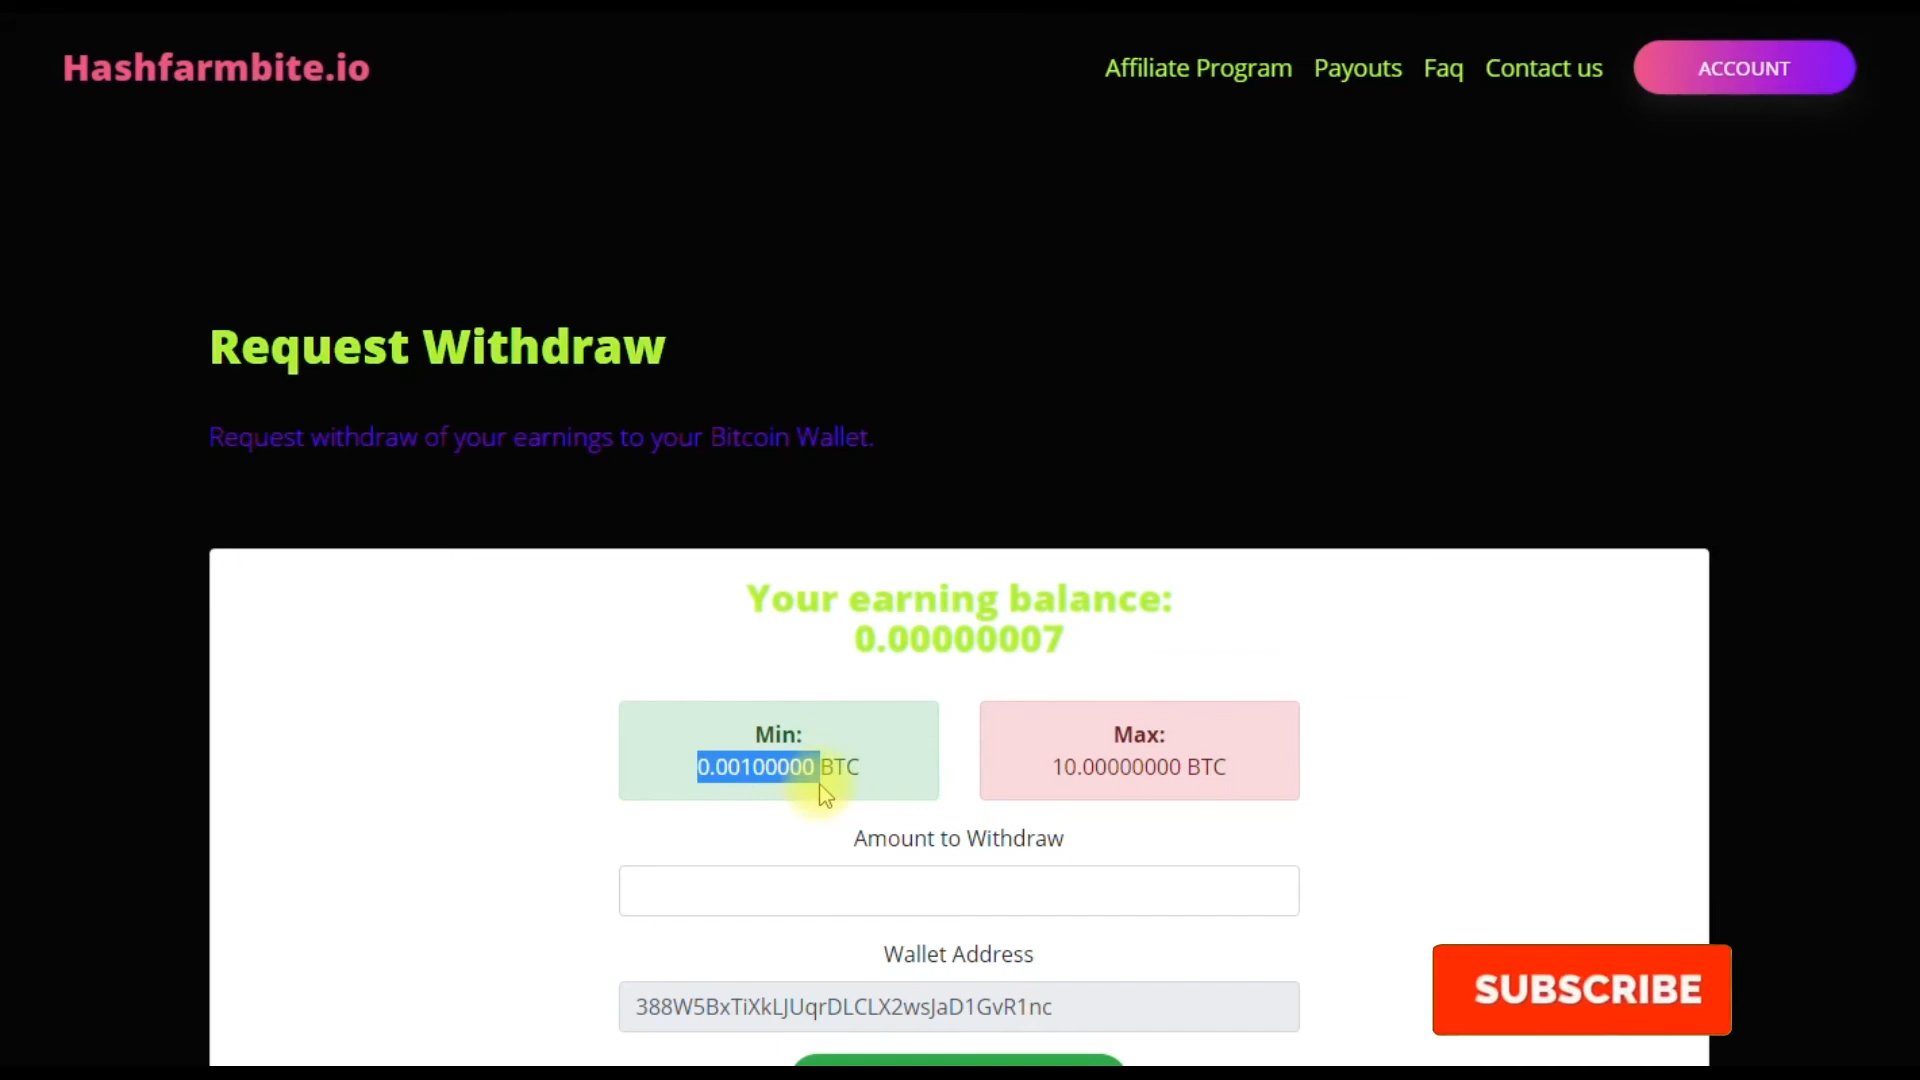 Hashfarmbite.io
Affiliate Program Payouts Faq Contact us ACCOUNT
Request Withdraw
Request withdraw of your earnings to your Bitcoin Wallet.
Your earning balance:
0.00000007
Min:
0.00100000 BTC
Max:
10.00000000 BTC
Amount to Withdraw
Wallet Address
388W5BxTiXkLJUqrDLCLX2wsJaD1GvR1nc
SUBSCRIBE